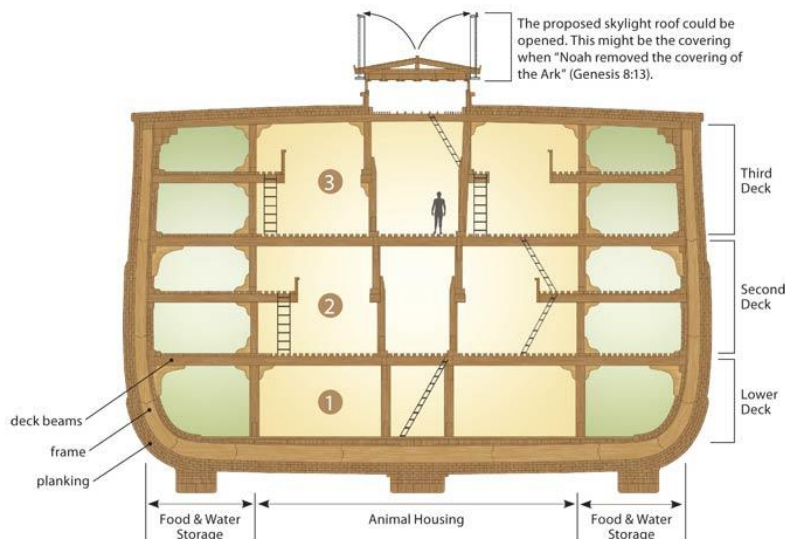 The proposed skylight roof could be
opened. This might be the covering
when “Noah removed the covering of
the Ark” (Genesis 8:13).
3
Third
Deck
2
Second
Deck
1
Lower
Deck
deck beams
frame
planking
Food & Water
Storage
Animal Housing
Food & Water
Storage